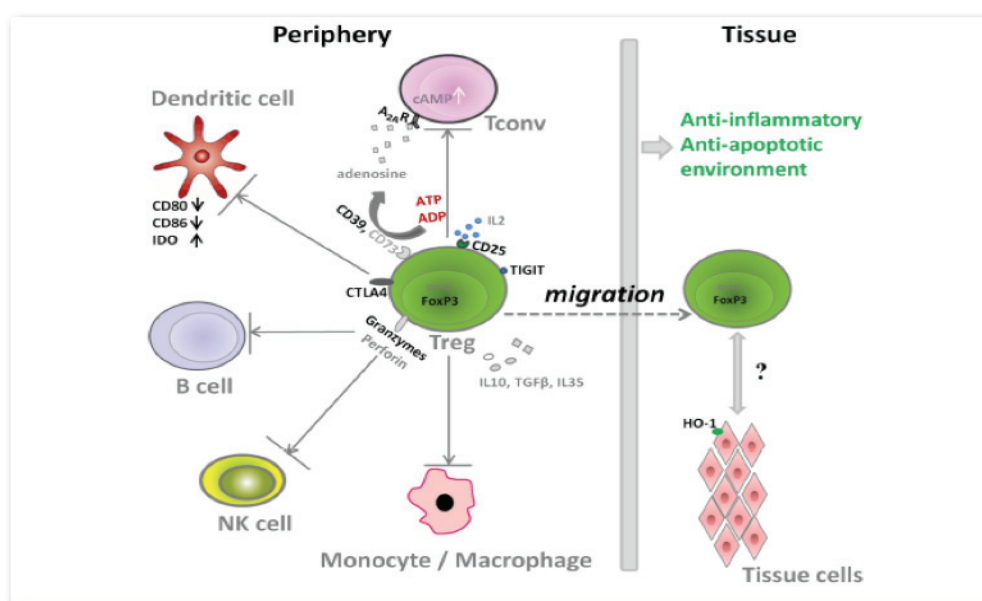 Periphery
Tissue
Dendritic cell
cAMP↑
A₂ₐR
Tconv
Anti-inflammatory
Anti-apoptotic
environment
adenosine
CD80 ↓
CD86 ↓
IDO ↑
ATP
ADP
CD39, CD73
IL2
CD25
TIGIT
CTLA4
FoxP3
migration
FoxP3
Granzymes
Perforin
Treg
IL10, TGFβ, IL35
B cell
?
HO-1
NK cell
Monocyte / Macrophage
Tissue cells